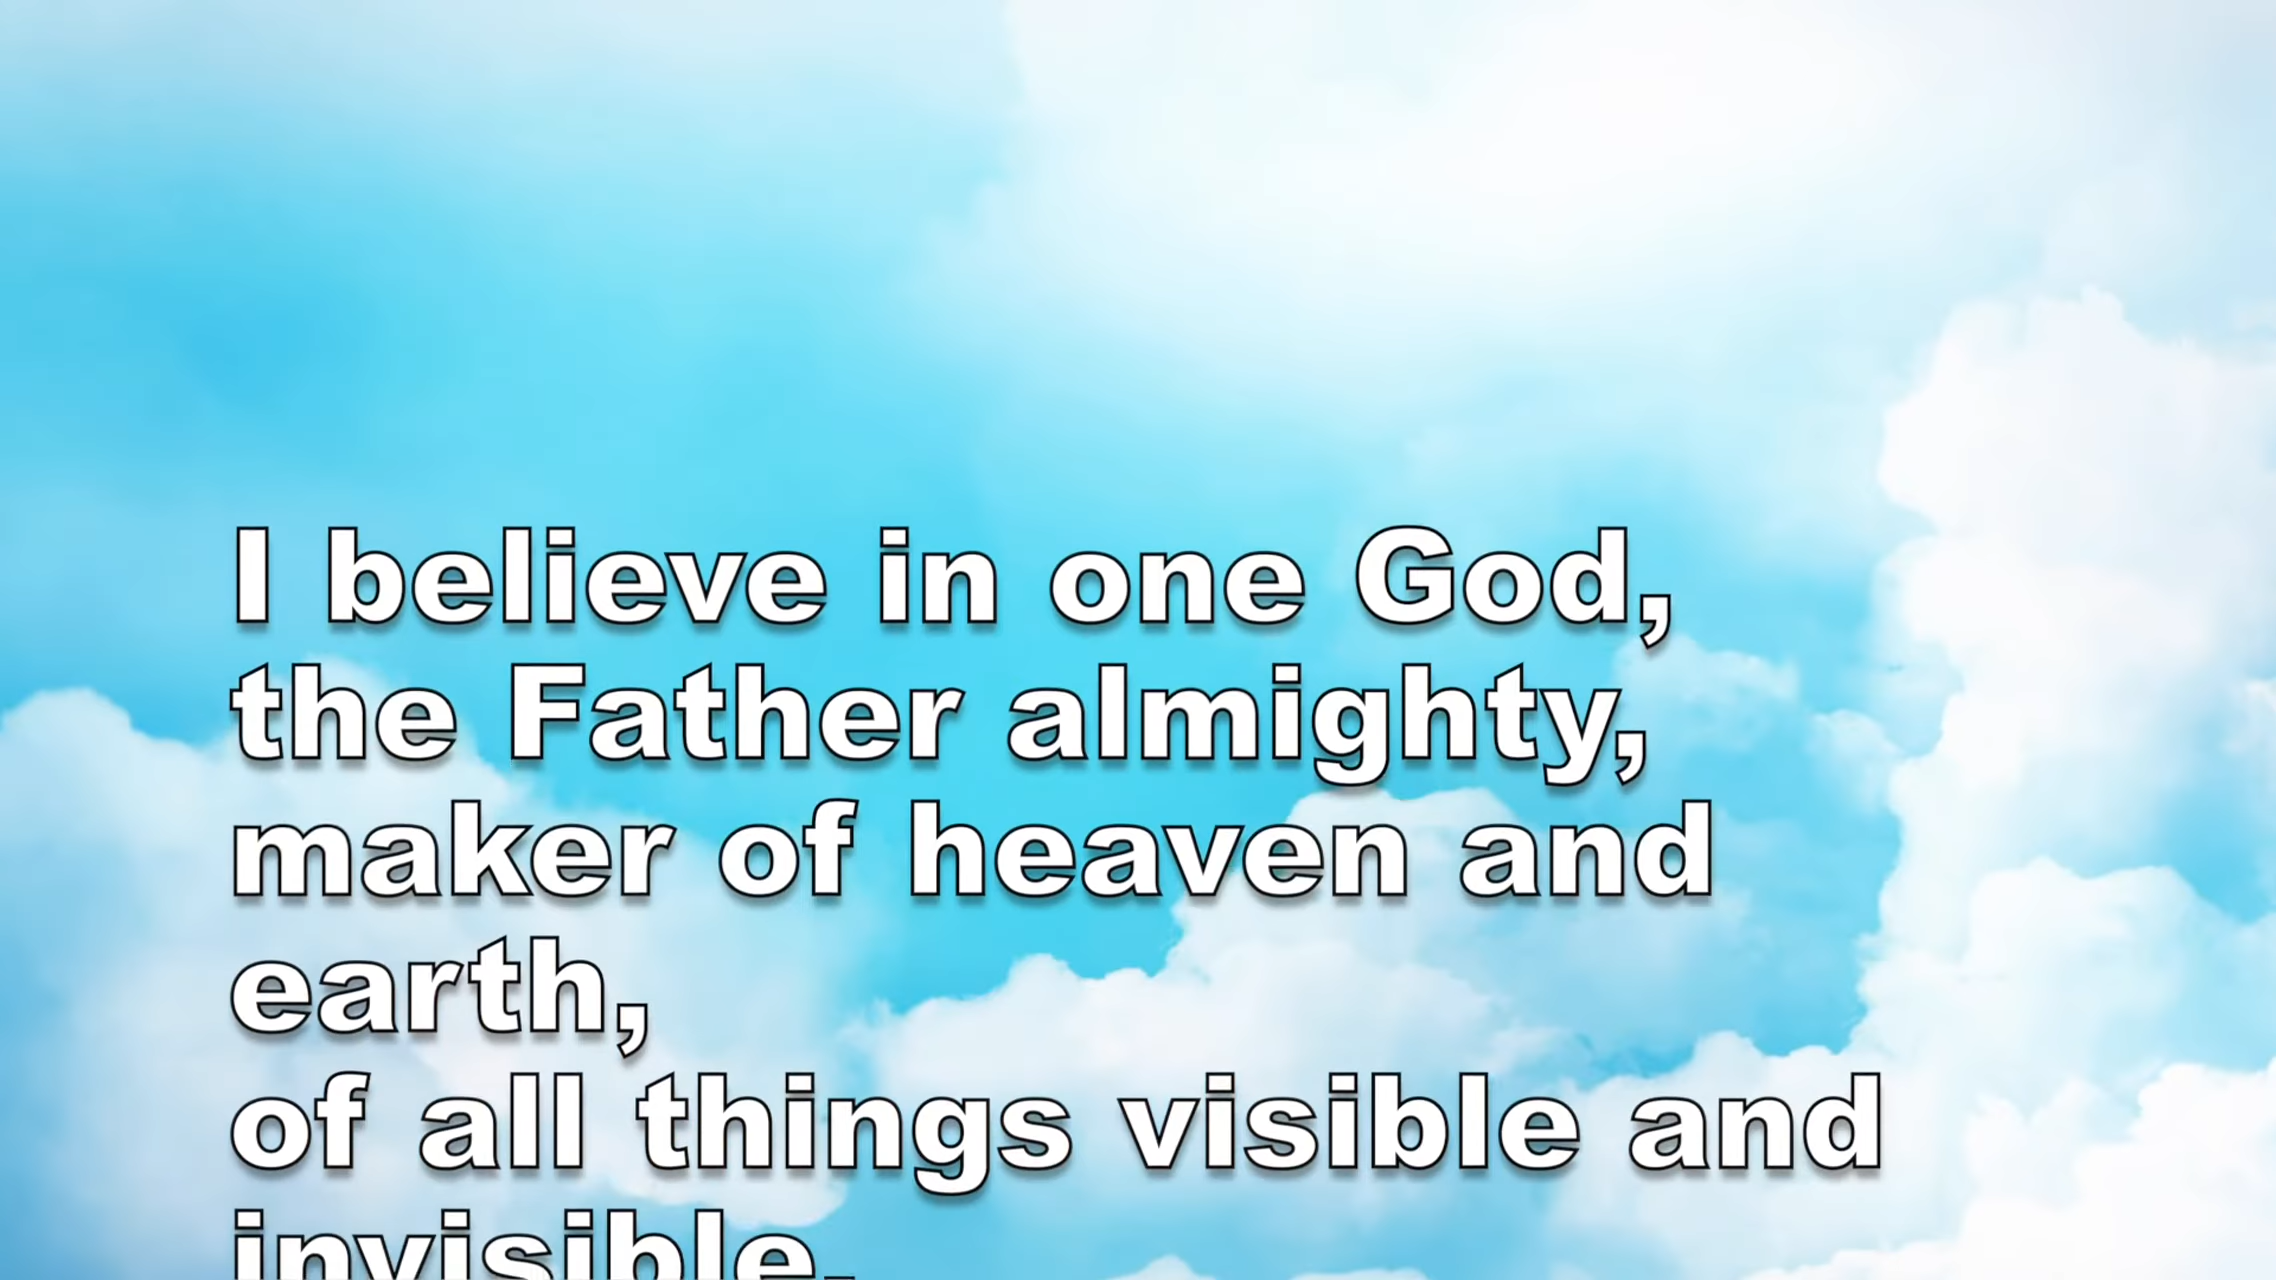 I believe in one God,
the Father almighty,
maker of heaven and
earth,
of all things visible and
invisible.